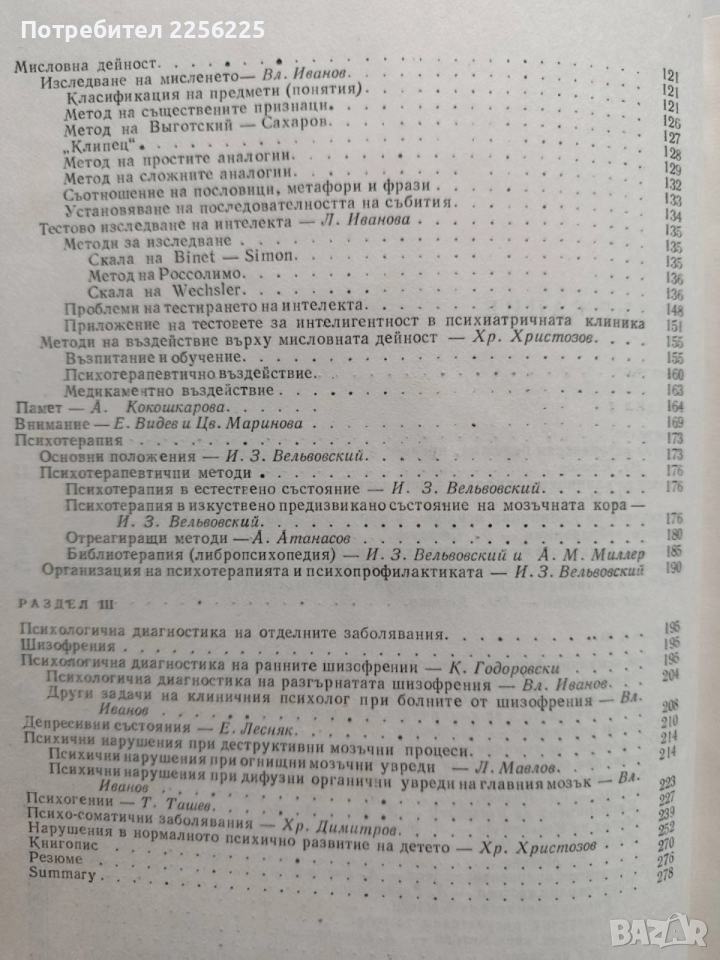 Потребител 2256225
Мисловна дейност. 121
Изследване на мисленето — Вл. Иванов. 121
Класификация на предмети (понятия). 121
Метод на съществените признаци. 126
Метод на Выготский — Сахаров. 127
„Клипец“. 128
Метод на простите аналогии. 129
Метод на сложните аналогии. 132
Съотношение на пословици, метафори и фрази 133
Установяване на последователността на събития. 134
Тестово изследване на интелекта — Л. Иванова 135
Методи за изследване 135
Скала на Binet — Simon. 135
Метод на Россолимо. 136
Скала на Wechsler. 136
Проблеми на тестирането на интелекта. 148
Приложение на тестовете за интелигентност в психиатричната клиника 151
Методи на въздействие върху мисловната дейност — Хр. Христозов. 155
Възпитание и обучение. 155
Психотерапевтично въздействие. 160
Медикаментно въздействие 163
Памет — А. Кокошкарова. 164
Внимание — Е. Видев и Цв. Маринова 169
Психотерапия 173
Основни положения — И. З. Вельвовский. 173
Психотерапевтични методи 176
Психотерапия в естествено състояние — И. З. Вельвовский. 176
Психотерапия в изкуствено предизвикано състояние на мозъчната кора —
И. З. Вельвовский. 176
Отреагиращи методи — А. Атанасов 180
Библиотерапия (либропсихопедия) — И. З. Вельвовский и А. М. Миллер 185
Организация на психотерапията и психопрофилактиката — И. З. Вельвовский 190
РАЗДЕЛ III
Психологична диагностика на отделните заболявания. 195
Шизофрения 195
Психологична диагностика на ранните шизофрении — К. Годоровски 195
Психологична диагностика на разгърнатата шизофрения — Вл. Иванов. 204
Други задачи на клиничния психолог при болните от шизофрения — Вл.
Иванов 208
Депресивни състояния — Е. Лесняк. 210
Психични нарушения при деструктивни мозъчни процеси. 214
Психични нарушения при огнищни мозъчни увреди — Л. Мавлов. 214
Психични нарушения при дифузни органични увреди на главния мозък — Вл.
Иванов 223
Психогении — Т. Ташев. 227
Психо-соматични заболявания — Хр. Димитров. 239
Нарушения в нормалното психично развитие на детето — Хр. Христозов 252
Книгопис 270
Резюме 276
Summary 278
BAZAR